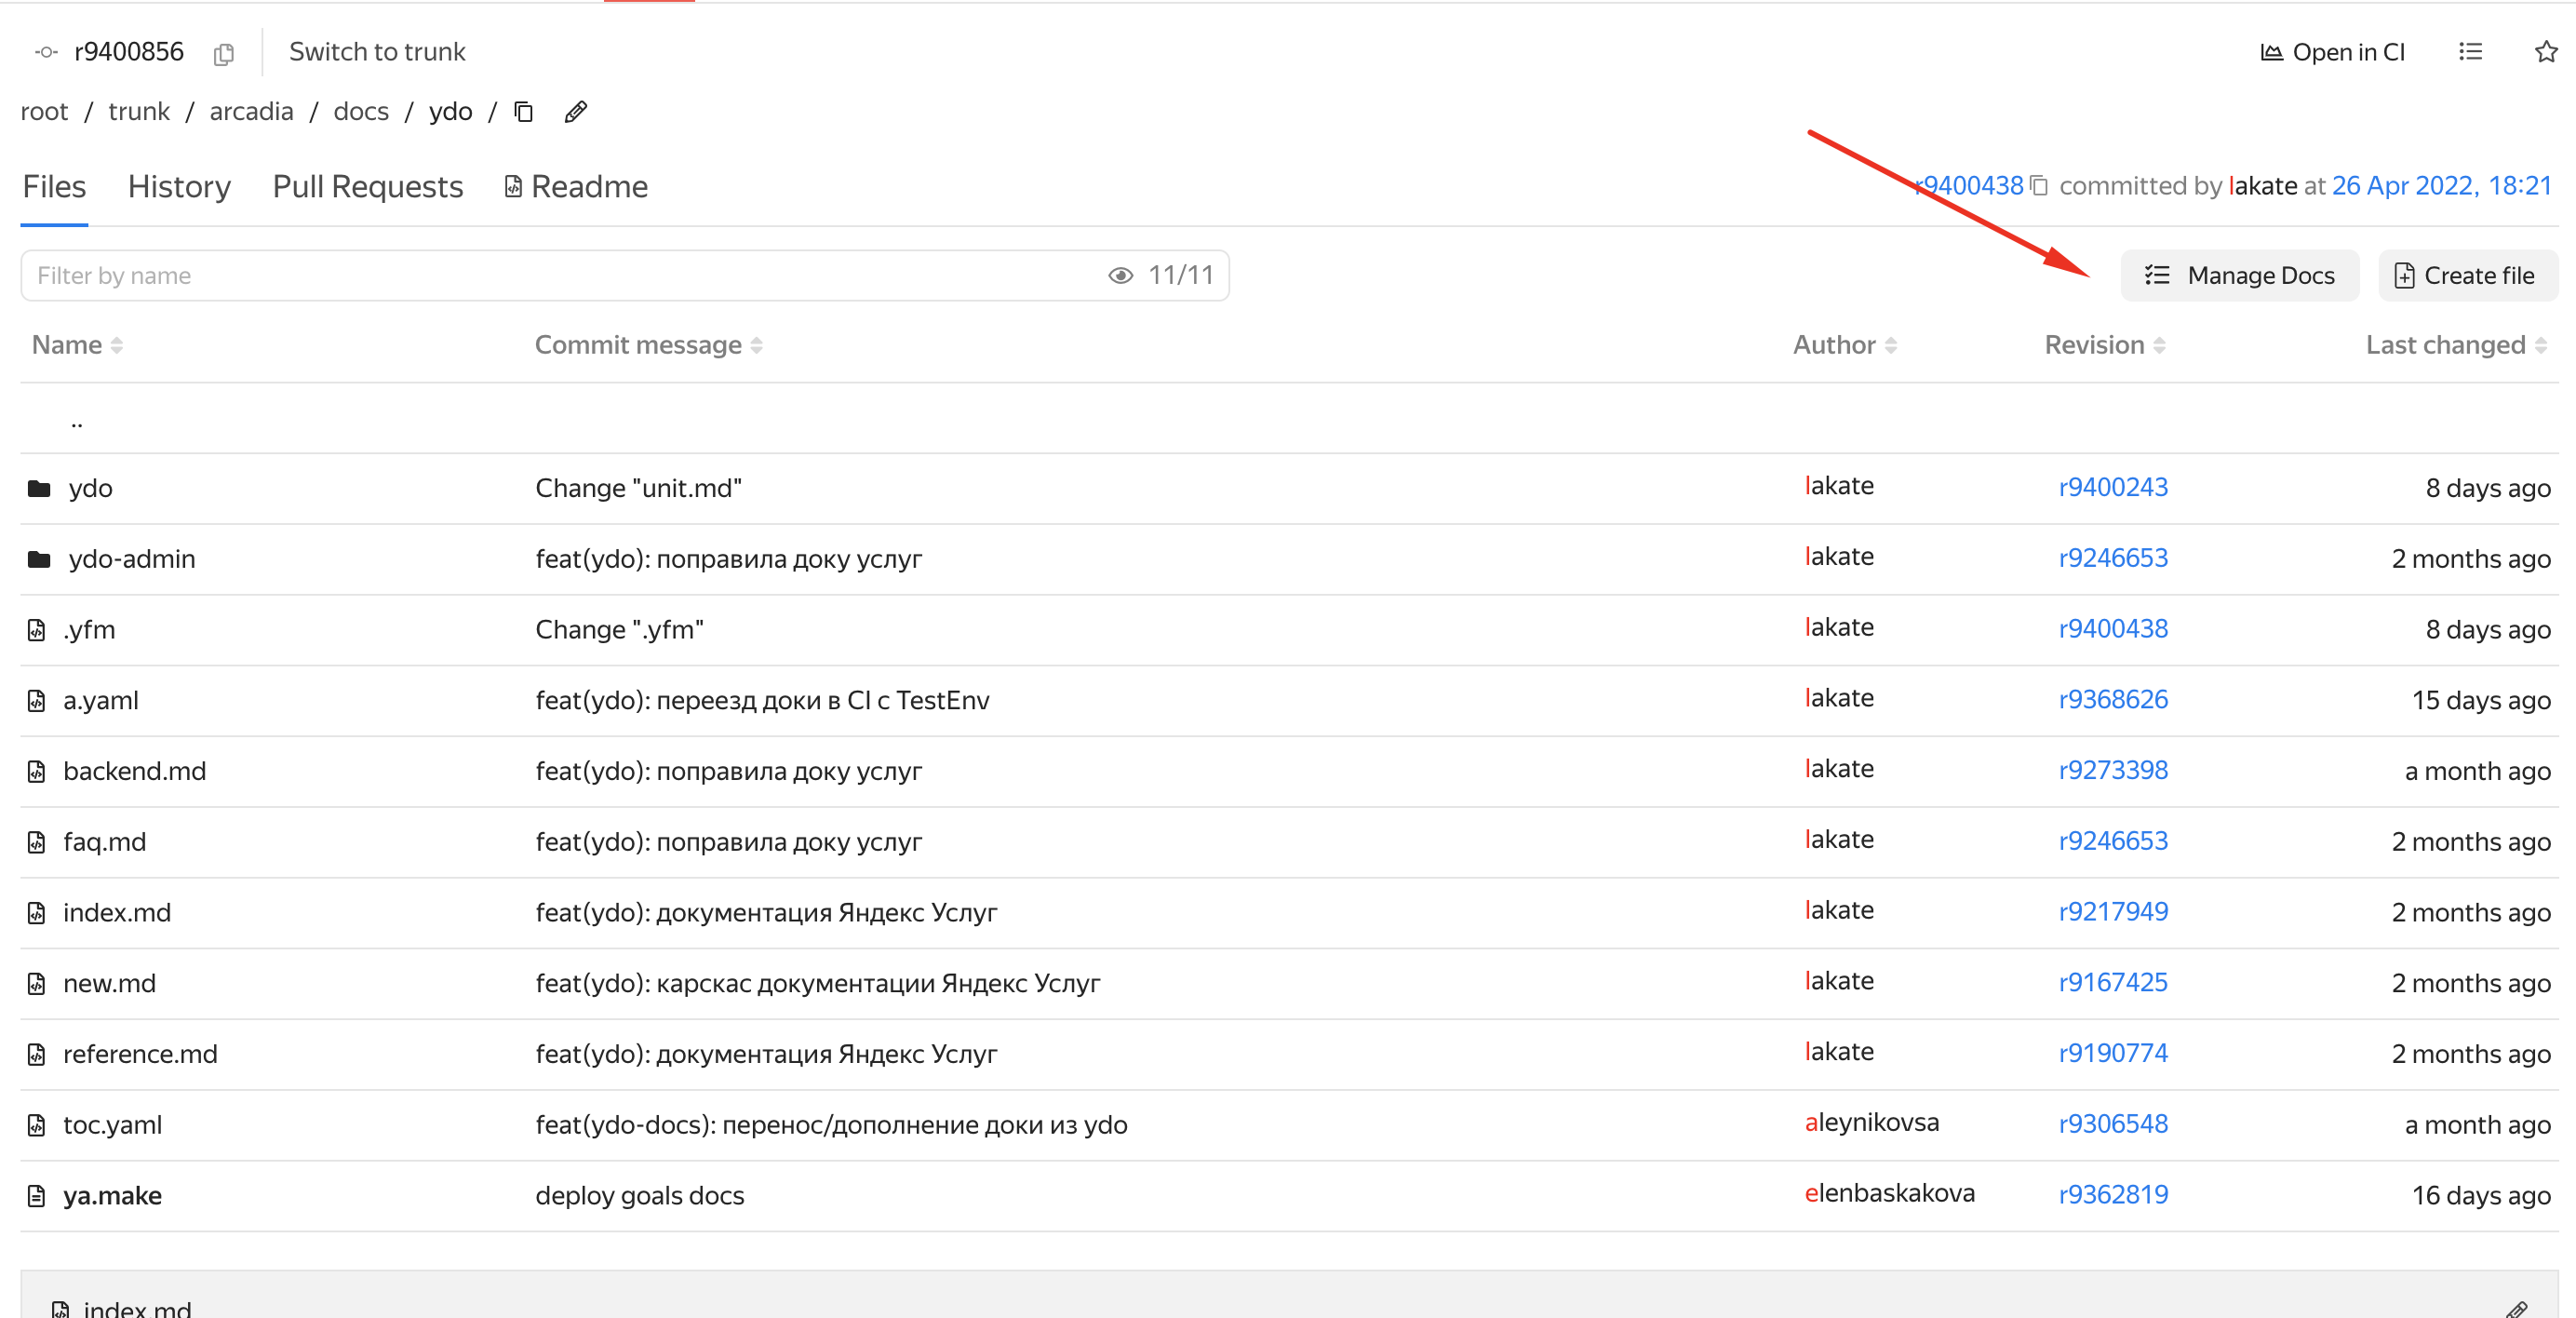 r9400856 Switch to trunk Open in CI
root / trunk / arcadia / docs / ydo /
Files History Pull Requests Readme r9400438 committed by lakate at 26 Apr 2022, 18:21
Filter by name 11/11 Manage Docs Create file
Name Commit message Author Revision Last changed
..
ydo Change "unit.md" lakate r9400243 8 days ago
ydo-admin feat(ydo): поправила доку услуг lakate r9246653 2 months ago
.yfm Change ".yfm" lakate r9400438 8 days ago
a.yaml feat(ydo): переезд доки в CI с TestEnv lakate r9368626 15 days ago
backend.md feat(ydo): поправила доку услуг lakate r9273398 a month ago
faq.md feat(ydo): поправила доку услуг lakate r9246653 2 months ago
index.md feat(ydo): документация Яндекс Услуг lakate r9217949 2 months ago
new.md feat(ydo): карскас документации Яндекс Услуг lakate r9167425 2 months ago
reference.md feat(ydo): документация Яндекс Услуг lakate r9190774 2 months ago
toc.yaml feat(ydo-docs): перенос/дополнение доки из ydo aleynikovsa r9306548 a month ago
ya.make deploy goals docs elenbaskakova r9362819 16 days ago
index.md